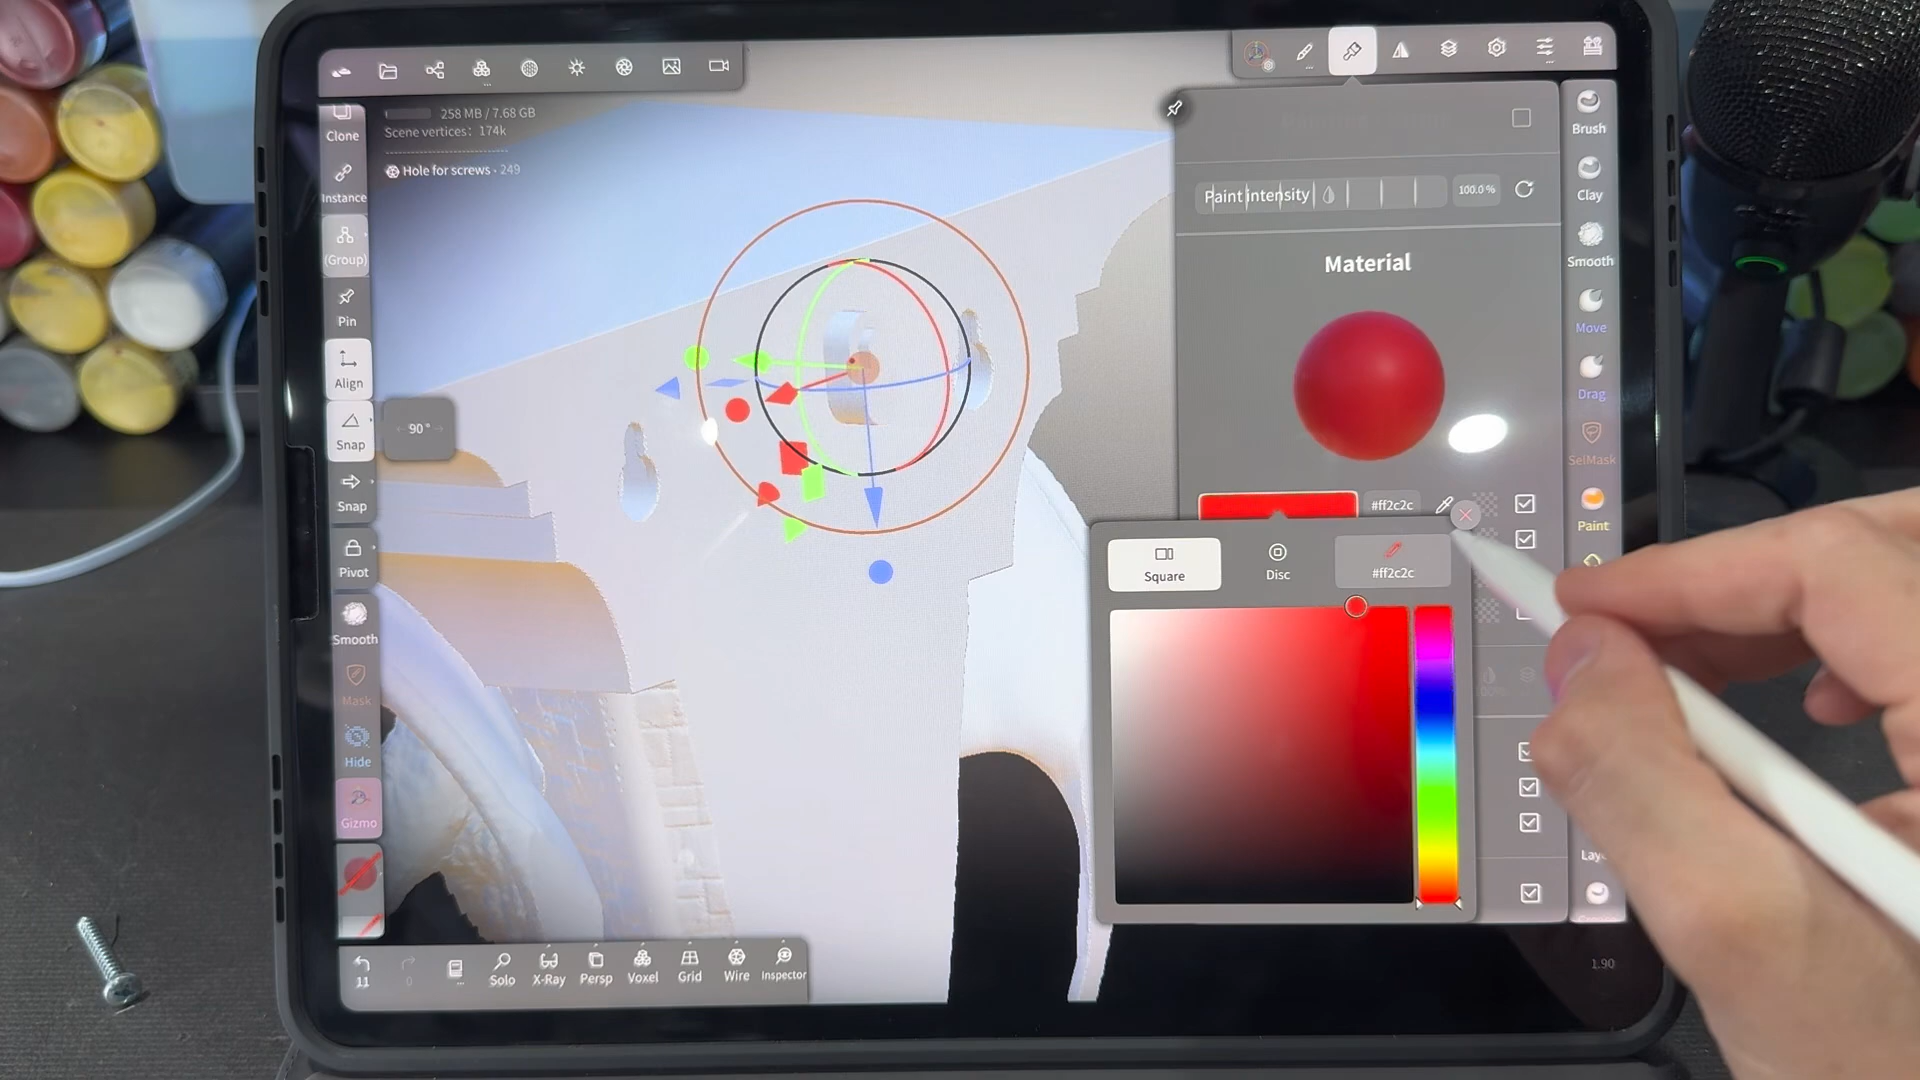 258 MB / 7.68 GB
Scene vertices: 174k
Hole for screws · 249
Clone
Instance
(Group)
Pin
Align
Snap
90°
Snap
Pivot
Smooth
Mask
Hide
Gizmo
11
0
Solo
X-Ray
Persp
Voxel
Grid
Wire
Inspector
Paint intensity
100.0 %
Material
#ff2c2c
Square
Disc
#ff2c2c
100%
Brush
Clay
Smooth
Move
Drag
SelMask
Paint
1.90